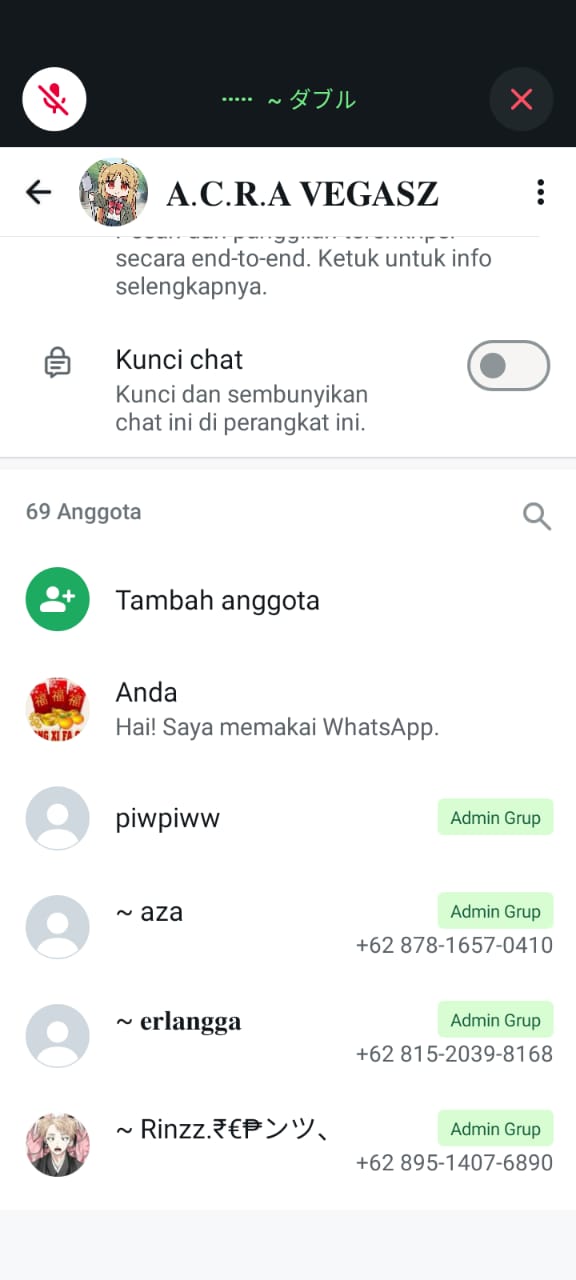 ····· ~ ダブル
A.C.R.A VEGASZ
secara end-to-end. Ketuk untuk info
selengkapnya.
Kunci chat
Kunci dan sembunyikan
chat ini di perangkat ini.
69 Anggota
Tambah anggota
Anda
Hai! Saya memakai WhatsApp.
piwpiww
Admin Grup
~ aza
Admin Grup
+62 878-1657-0410
~ erlangga
Admin Grup
+62 815-2039-8168
~ Rinzz.₹€₱ンツ、
Admin Grup
+62 895-1407-6890